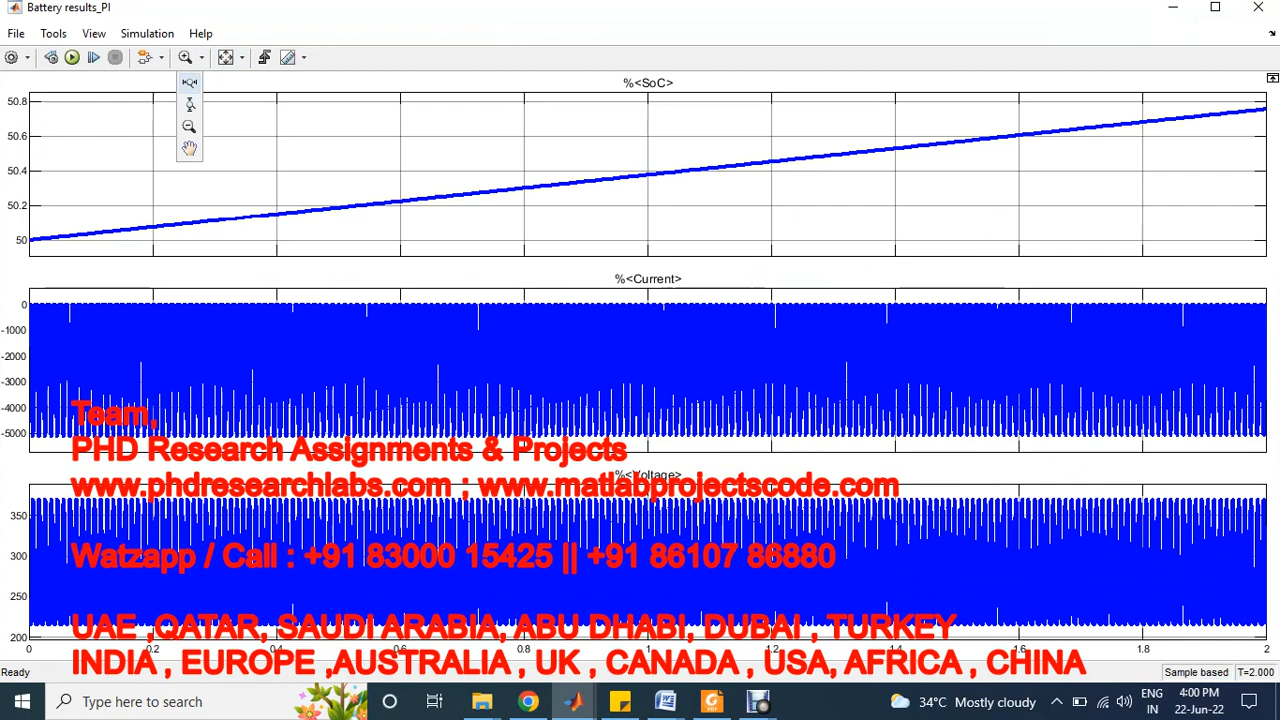 Battery results_PI
File Tools View Simulation Help
%<SoC>
50.8
50.6
50.4
50.2
50
%<Current>
0
-1000
-2000
-3000
-4000
-5000
Team,
PHD Research Assignments & Projects
%<Voltage>
www.phdresearchlabs.com ; www.matlabprojectscode.com
350
300
250
200
Watzapp / Call : +91 83000 15425 || +91 86107 86880
UAE ,QATAR, SAUDI ARABIA, ABU DHABI, DUBAI , TURKEY
0 0.2 0.4 0.6 0.8 1 1.2 1.4 1.6 1.8 2
INDIA , EUROPE ,AUSTRALIA , UK , CANADA , USA, AFRICA , CHINA
Ready
Sample based T=2.000
Type here to search
34°C Mostly cloudy
ENG
IN
4:00 PM
22-Jun-22